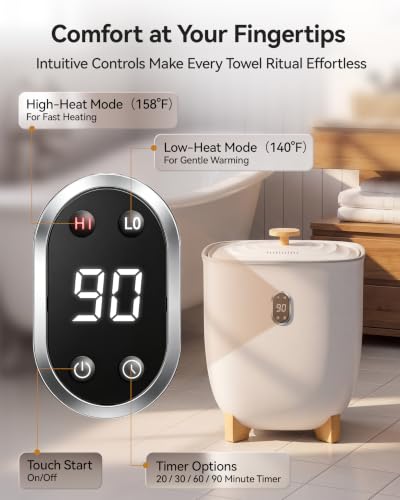 Comfort at Your Fingertips
Intuitive Controls Make Every Towel Ritual Effortless
High-Heat Mode（158°F）
For Fast Heating
Low-Heat Mode（140°F）
For Gentle Warming
HI LO
90
90
Touch Start
On/Off
Timer Options
20 / 30 / 60 / 90 Minute Timer